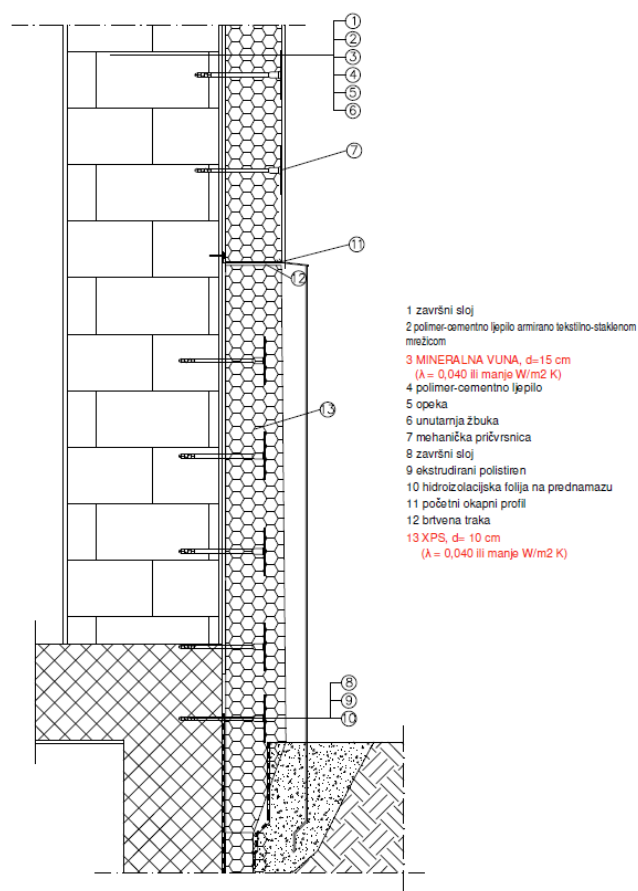 1
2
3
4
5
6
7
11
12
13
8
9
10
1 završni sloj
2 polimer-cementno ljepilo armirano tekstilno-staklenom
mrežicom
3 MINERALNA VUNA, d=15 cm
(λ = 0,040 ili manje W/m2 K)
4 polimer-cementno ljepilo
5 opeka
6 unutarnja žbuka
7 mehanička pričvrsnica
8 završni sloj
9 ekstrudirani polistiren
10 hidroizolacijska folija na prednamazu
11 početni okapni profil
12 brtvena traka
13 XPS, d= 10 cm
(λ = 0,040 ili manje W/m2 K)